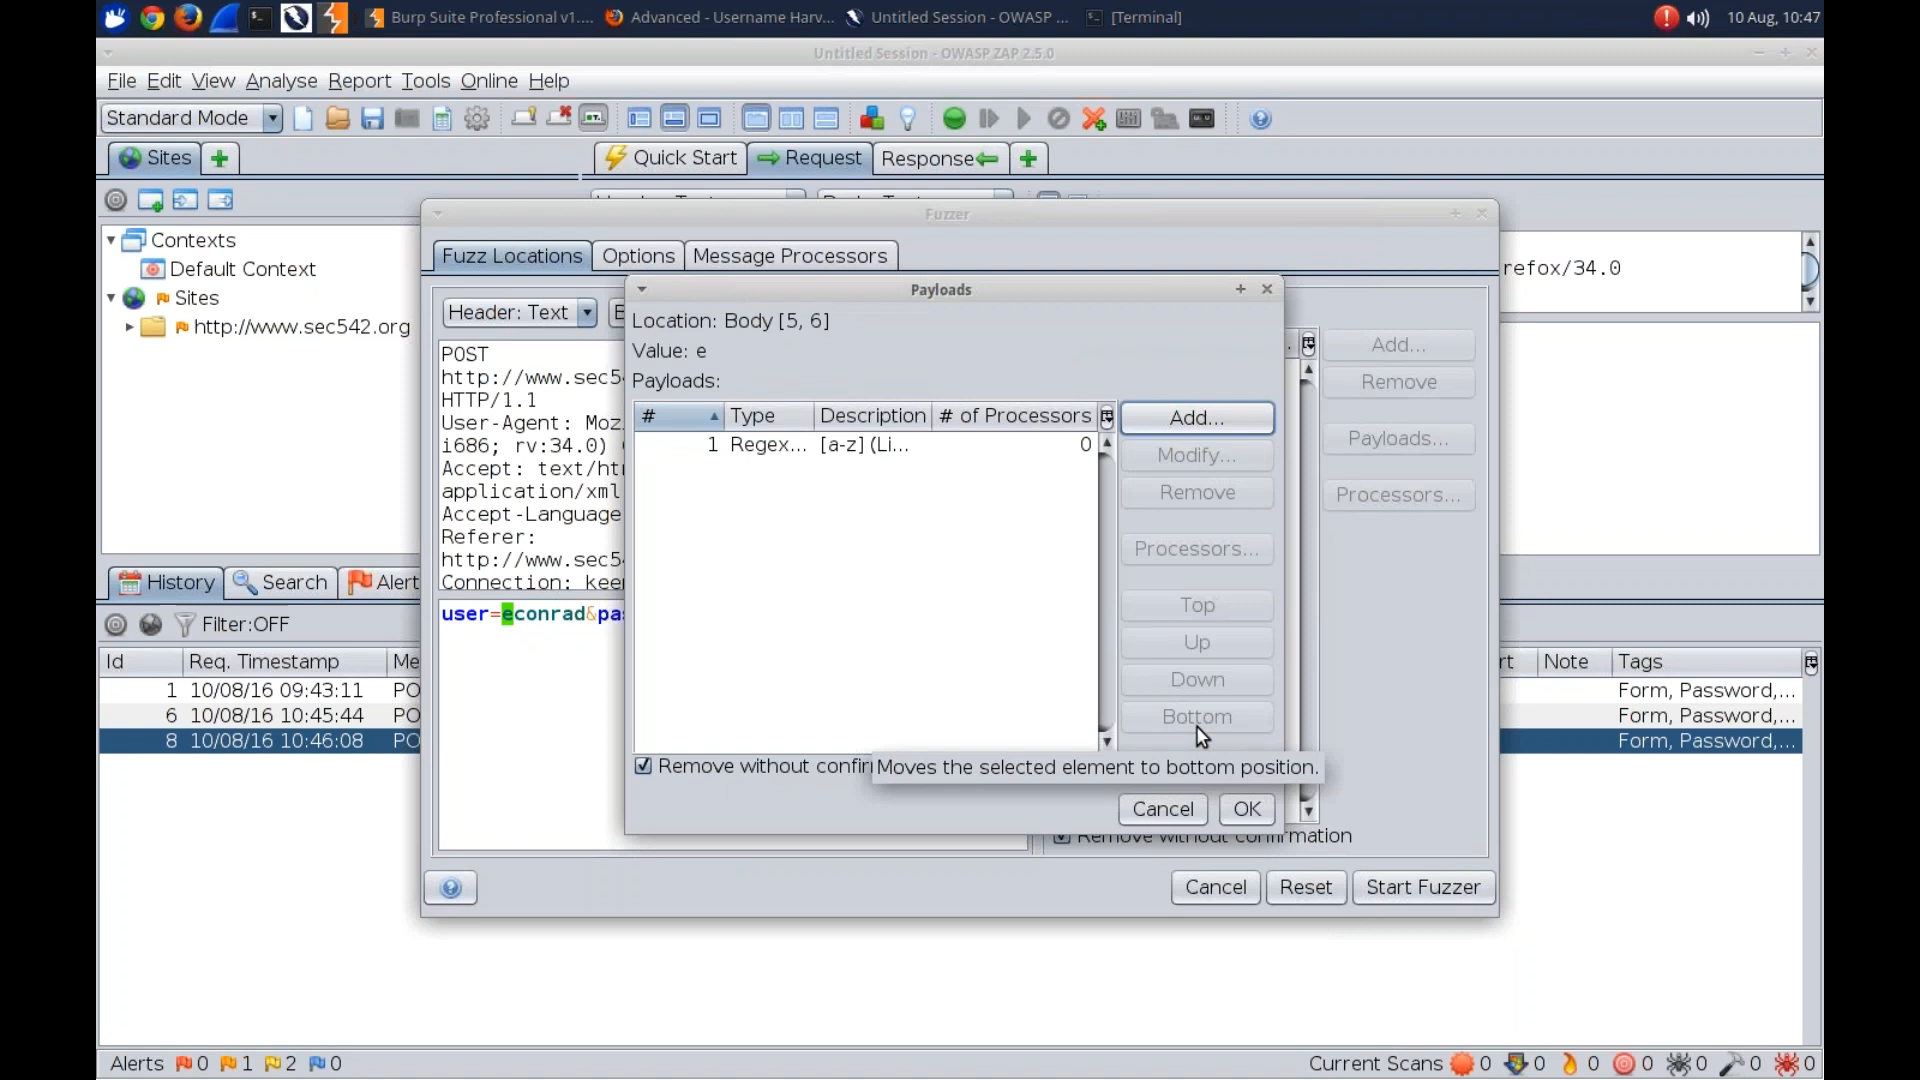 Burp Suite Professional v1....
Advanced - Username Harv...
Untitled Session - OWASP ...
[Terminal]
10 Aug, 10:47
Untitled Session - OWASP ZAP 2.5.0
File Edit View Analyse Report Tools Online Help
Standard Mode
Sites
Quick Start
Request
Response
Contexts
Default Context
Sites
http://www.sec542.org
refox/34.0
Fuzzer
Fuzz Locations
Options
Message Processors
Header: Text
POST
http://www.sec5
HTTP/1.1
User-Agent: Moz
i686; rv:34.0)
Accept: text/ht
application/xml
Accept-Language
Referer:
http://www.sec5
Connection: kee
user=econrad&pas
Payloads
Location: Body [5, 6]
Value: e
Payloads:
# Type Description # of Processors
1 Regex... [a-z] (Li... 0
Add...
Modify...
Remove
Processors...
Top
Up
Down
Bottom
Remove without confir
Moves the selected element to bottom position.
Cancel OK
Add...
Remove
Payloads...
Processors...
Remove without confirmation
Cancel Reset Start Fuzzer
History
Search
Alert
Filter:OFF
Id Req. Timestamp Me rt Note Tags
1 10/08/16 09:43:11 PO Form, Password,...
6 10/08/16 10:45:44 PO Form, Password,...
8 10/08/16 10:46:08 PO Form, Password,...
Alerts 0 1 2 0
Current Scans 0 0 0 0 0 0 0